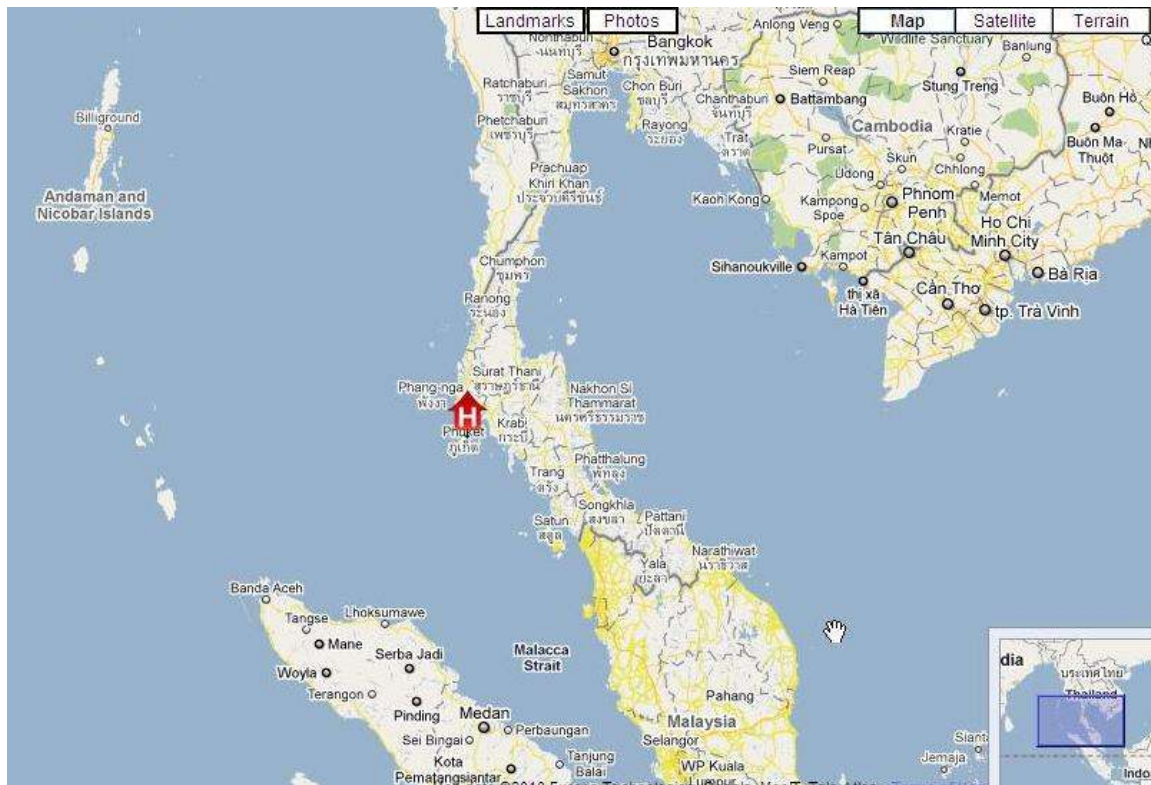 Landmarks
Photos
Map
Satellite
Terrain
Nonthaburi
นนทบุรี
Bangkok
กรุงเทพมหานคร
Anlong Veng
Wildlife Sanctuary
Banlung
Ratchaburi
ราชบุรี
Samut
Sakhon
สมุทรสาคร
Chon Buri
ชลบุรี
Siem Reap
Stung Treng
Chanthaburi
จันทบุรี
Battambang
Buôn Hồ
Billiground
Phetchaburi
เพชรบุรี
Rayong
ระยอง
Trat
ตราด
Cambodia
Kratie
Pursat
Buôn Ma
Thuột
Skun
Chhlong
Prachuap
Khiri Khan
ประจวบคีรีขันธ์
Udong
Memot
Andaman and
Nicobar Islands
Kaoh Kong
Kampong
Spoe
Phnom
Penh
Ho Chi
Minh City
Tân Châu
Chumphon
ชุมพร
Sihanoukville
Kampot
Bà Rịa
thị xã
Hà Tiên
Cần Thơ
tp. Trà Vinh
Ranong
ระนอง
Surat Thani
สุราษฎร์ธานี
Phang-nga
พังงา
Nakhon Si
Thammarat
นครศรีธรรมราช
H
Krabi
กระบี่
Phuket
ภูเก็ต
Phatthalung
พัทลุง
Trang
ตรัง
Songkhla
สงขลา
Pattani
ปัตตานี
Satun
สตูล
Narathiwat
นราธิวาส
Yala
ยะลา
Banda Aceh
Lhoksumawe
Tangse
Mane
Serba Jadi
Malacca
Strait
Woyla
Terangon
Pinding
Medan
Perbaungan
Sei Bingai
Kota
Pematangsiantar
Tanjung
Balai
Pahang
Malaysia
Selangor
WP Kuala
Lumpur
Jemaja
dia
ประเทศไทย
Thailand
Indo